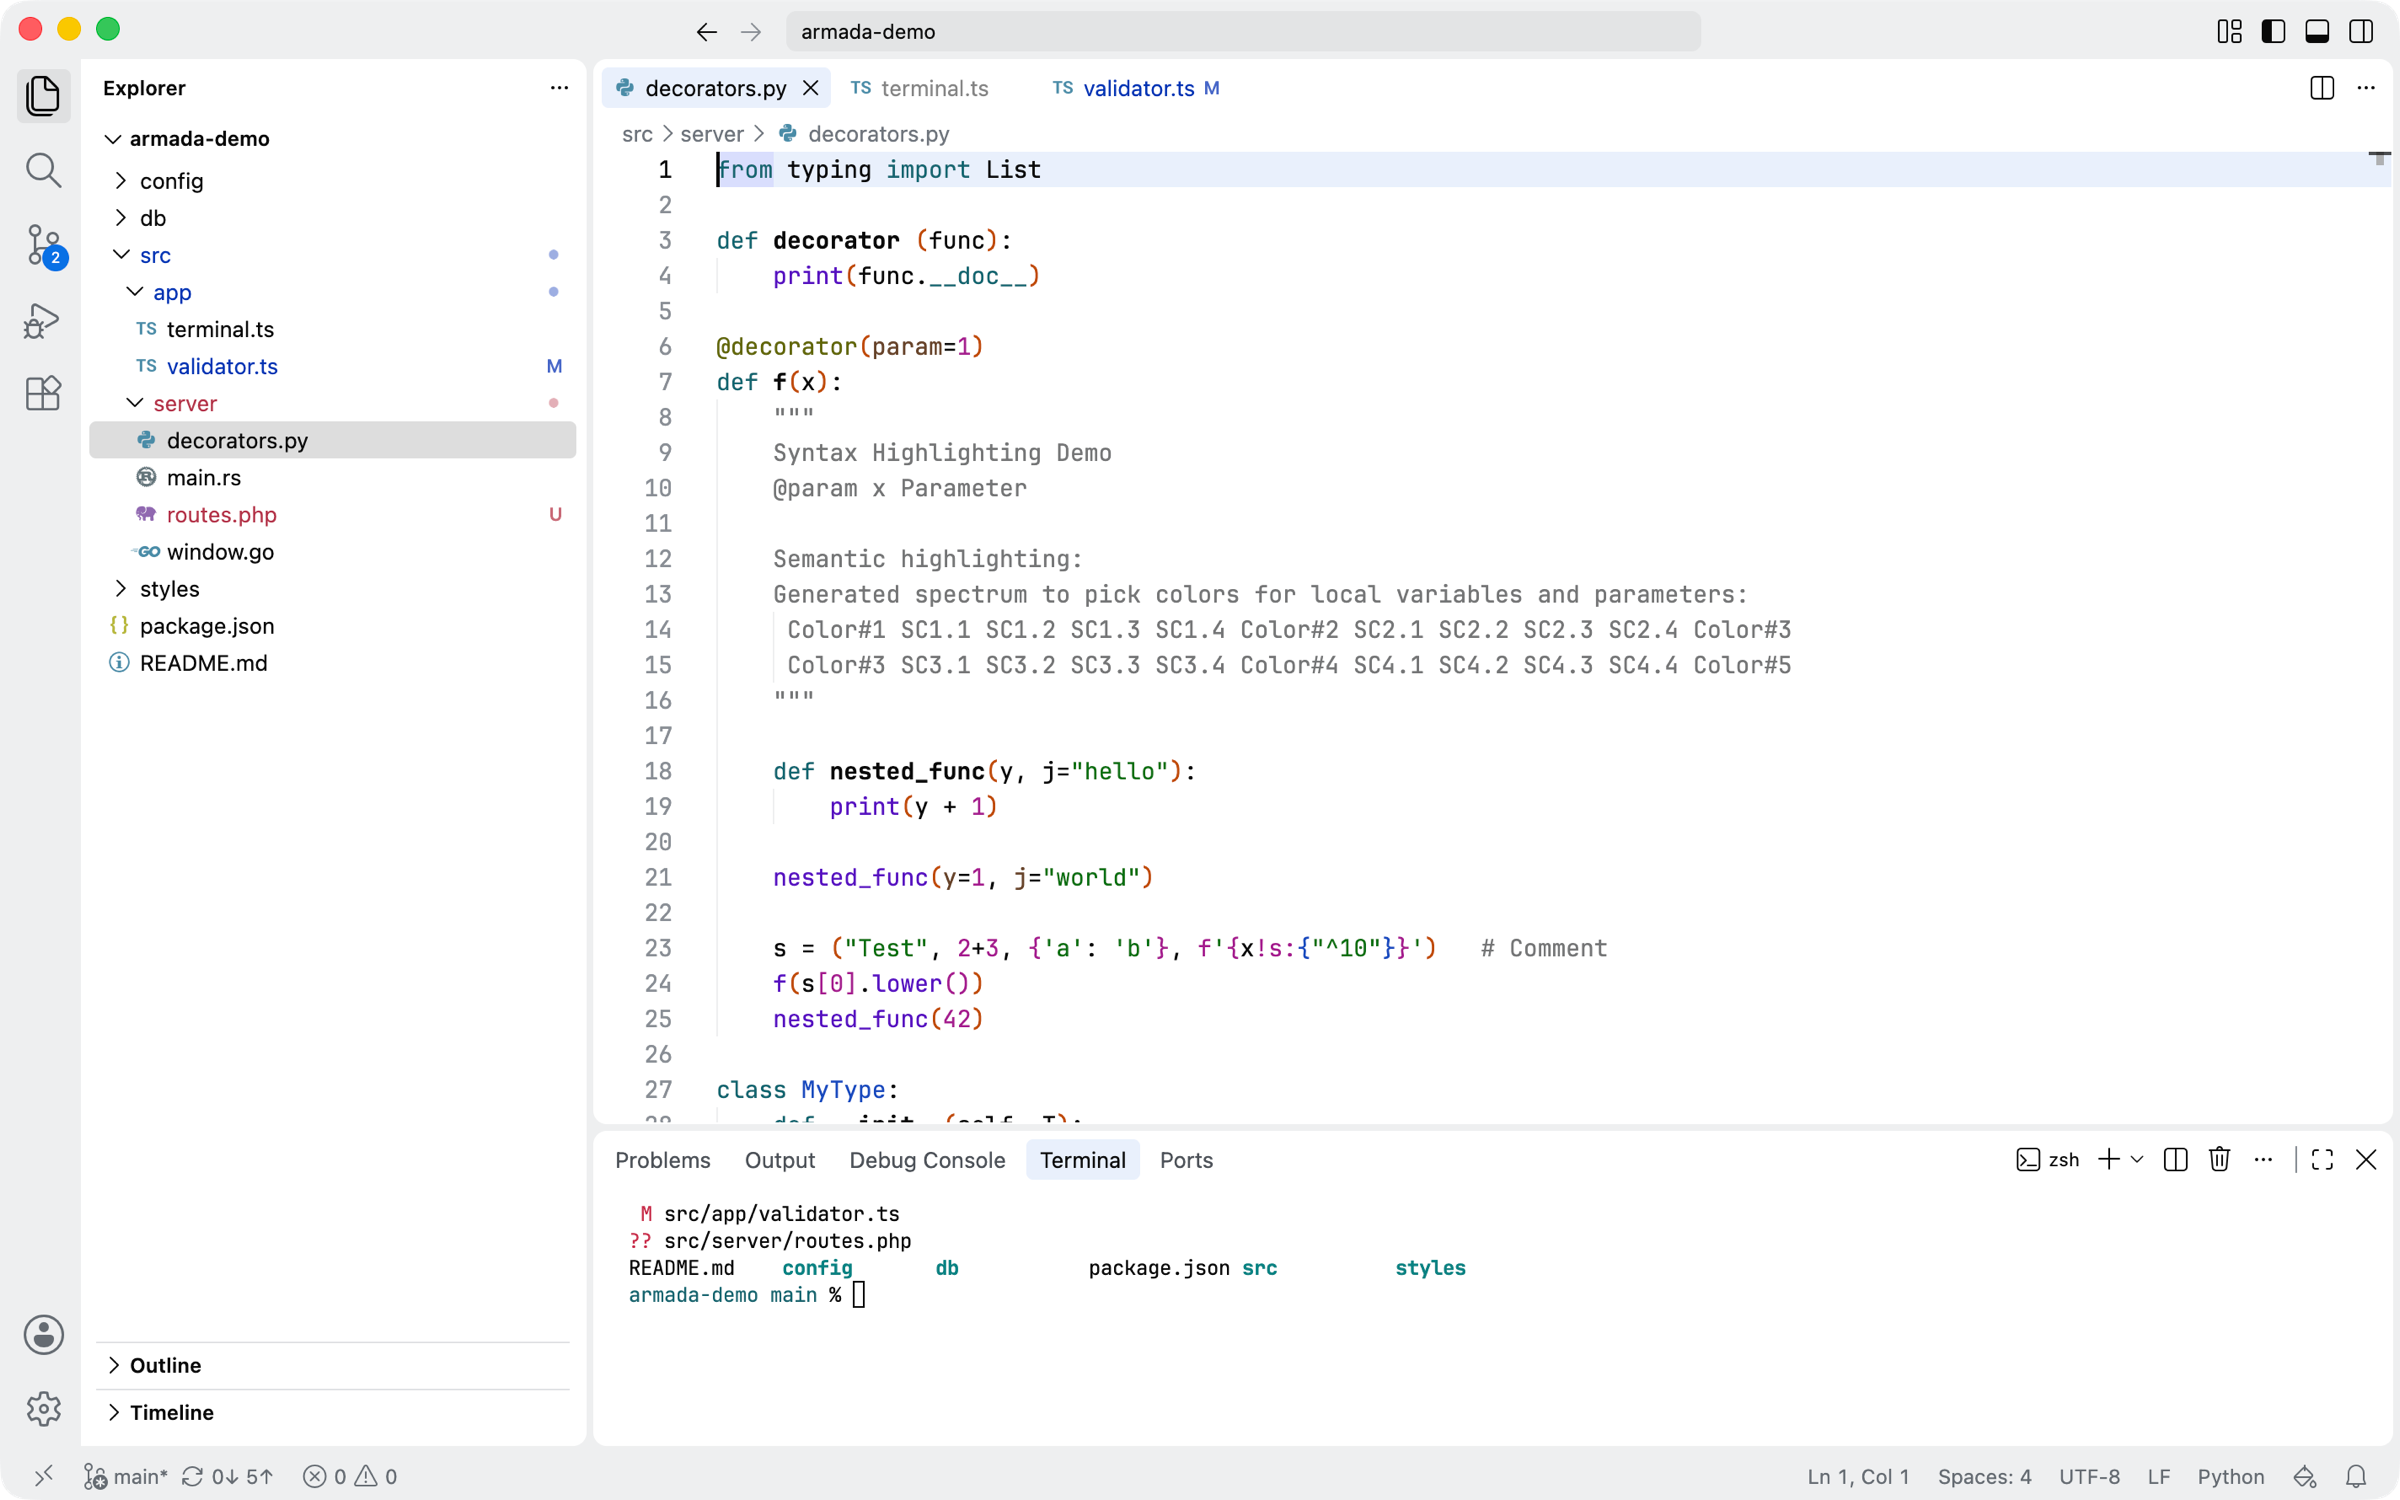 armada-demo
Explorer
armada-demo
config
db
src
app
TS terminal.ts
TS validator.ts M
server
decorators.py
main.rs
routes.php U
GO window.go
styles
{} package.json
README.md
Outline
Timeline
2
decorators.py
TS terminal.ts
TS validator.ts M
src > server > decorators.py
1 from typing import List
2
3 def decorator (func):
4 print(func.__doc__)
5
6 @decorator(param=1)
7 def f(x):
8 """
9 Syntax Highlighting Demo
10 @param x Parameter
11
12 Semantic highlighting:
13 Generated spectrum to pick colors for local variables and parameters:
14 Color#1 SC1.1 SC1.2 SC1.3 SC1.4 Color#2 SC2.1 SC2.2 SC2.3 SC2.4 Color#3
15 Color#3 SC3.1 SC3.2 SC3.3 SC3.4 Color#4 SC4.1 SC4.2 SC4.3 SC4.4 Color#5
16 """
17
18 def nested_func(y, j="hello"):
19 print(y + 1)
20
21 nested_func(y=1, j="world")
22
23 s = ("Test", 2+3, {'a': 'b'}, f'{x!s:{"^10"}}') # Comment
24 f(s[0].lower())
25 nested_func(42)
26
27 class MyType:
28 def __init__(self, T):
Problems Output Debug Console Terminal Ports
zsh
M src/app/validator.ts
?? src/server/routes.php
README.md config db package.json src styles
armada-demo main %
main* 0↓ 5↑ 0 0
Ln 1, Col 1 Spaces: 4 UTF-8 LF Python